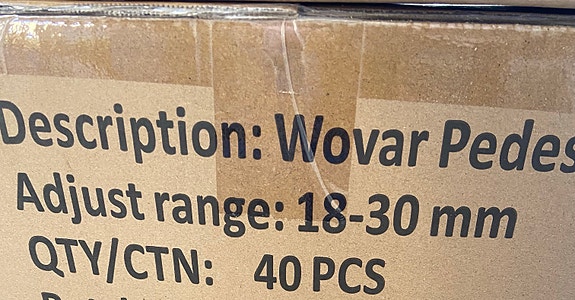 Description: Wovar Pedes
Adjust range: 18-30 mm
QTY/CTN: 40 PCS